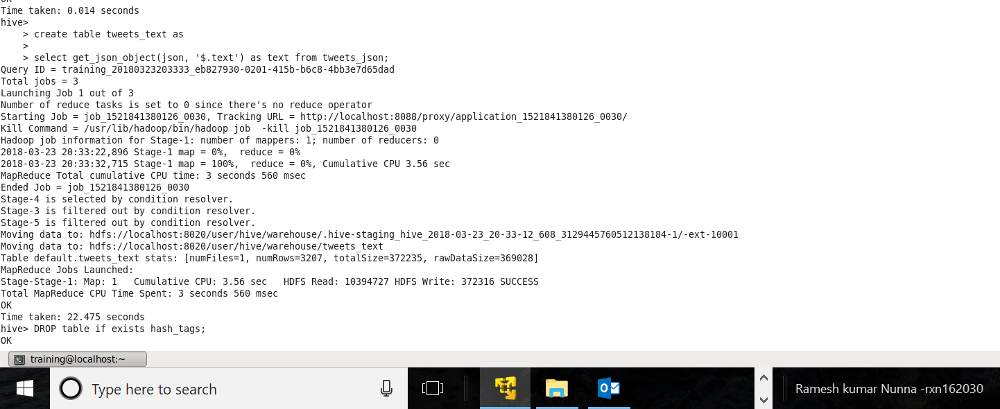 OK
Time taken: 0.014 seconds
hive>
    > create table tweets_text as
    >
    > select get_json_object(json, '$.text') as text from tweets_json;
Query ID = training_20180323203333_eb827930-0201-415b-b6c8-4bb3e7d65dad
Total jobs = 3
Launching Job 1 out of 3
Number of reduce tasks is set to 0 since there's no reduce operator
Starting Job = job_1521841380126_0030, Tracking URL = http://localhost:8088/proxy/application_1521841380126_0030/
Kill Command = /usr/lib/hadoop/bin/hadoop job  -kill job_1521841380126_0030
Hadoop job information for Stage-1: number of mappers: 1; number of reducers: 0
2018-03-23 20:33:22,896 Stage-1 map = 0%,  reduce = 0%
2018-03-23 20:33:32,715 Stage-1 map = 100%,  reduce = 0%, Cumulative CPU 3.56 sec
MapReduce Total cumulative CPU time: 3 seconds 560 msec
Ended Job = job_1521841380126_0030
Stage-4 is selected by condition resolver.
Stage-3 is filtered out by condition resolver.
Stage-5 is filtered out by condition resolver.
Moving data to: hdfs://localhost:8020/user/hive/warehouse/.hive-staging_hive_2018-03-23_20-33-12_608_3129445760512138184-1/-ext-10001
Moving data to: hdfs://localhost:8020/user/hive/warehouse/tweets_text
Table default.tweets_text stats: [numFiles=1, numRows=3207, totalSize=372235, rawDataSize=369028]
MapReduce Jobs Launched:
Stage-Stage-1: Map: 1   Cumulative CPU: 3.56 sec   HDFS Read: 10394727 HDFS Write: 372316 SUCCESS
Total MapReduce CPU Time Spent: 3 seconds 560 msec
OK
Time taken: 22.475 seconds
hive> DROP table if exists hash_tags;
OK
training@localhost:~
Type here to search
Ramesh kumar Nunna -rxn162030